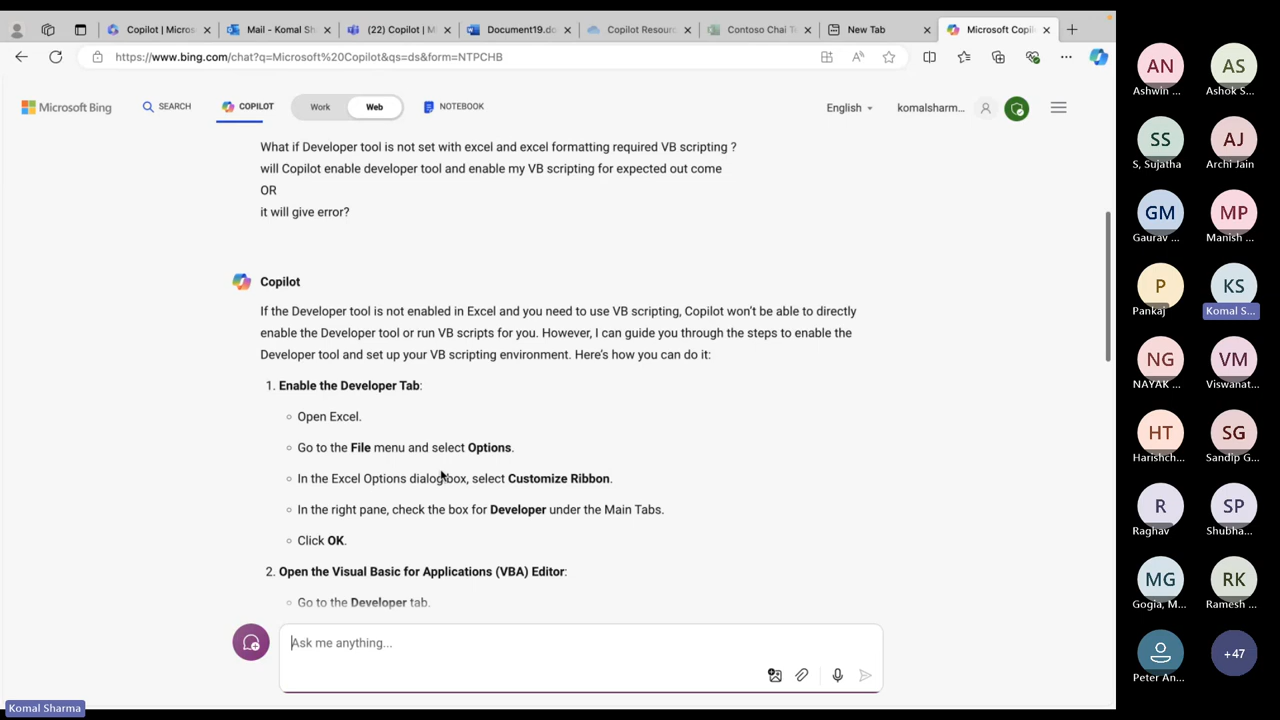 Copilot | Micros
Mail - Komal Sh
(22) Copilot | M
Document19.do
Copilot Resourc
Contoso Chai T
New Tab
Microsoft Copil
https://www.bing.com/chat?q=Microsoft%20Copilot&qs=ds&form=NTPCHB
Microsoft Bing
SEARCH
COPILOT
Work
Web
NOTEBOOK
English
komalsharm...
What if Developer tool is not set with excel and excel formatting required VB scripting ?
will Copilot enable developer tool and enable my VB scripting for expected out come
OR
it will give error?
Copilot
If the Developer tool is not enabled in Excel and you need to use VB scripting, Copilot won’t be able to directly
enable the Developer tool or run VB scripts for you. However, I can guide you through the steps to enable the
Developer tool and set up your VB scripting environment. Here’s how you can do it:
1. Enable the Developer Tab:
Open Excel.
Go to the File menu and select Options.
In the Excel Options dialog box, select Customize Ribbon.
In the right pane, check the box for Developer under the Main Tabs.
Click OK.
2. Open the Visual Basic for Applications (VBA) Editor:
Go to the Developer tab.
Ask me anything...
Komal Sharma
AN
AS
Ashwin ...
Ashok S...
SS
AJ
S, Sujatha
Archi Jain
GM
MP
Gaurav ...
Manish ...
P
KS
Pankaj
Komal S...
NG
VM
NAYAK ...
Viswanat...
HT
SG
Harishch...
Sandip G...
R
SP
Raghav
Shubha...
MG
RK
Gogia, M...
Ramesh ...
+47
Peter An...